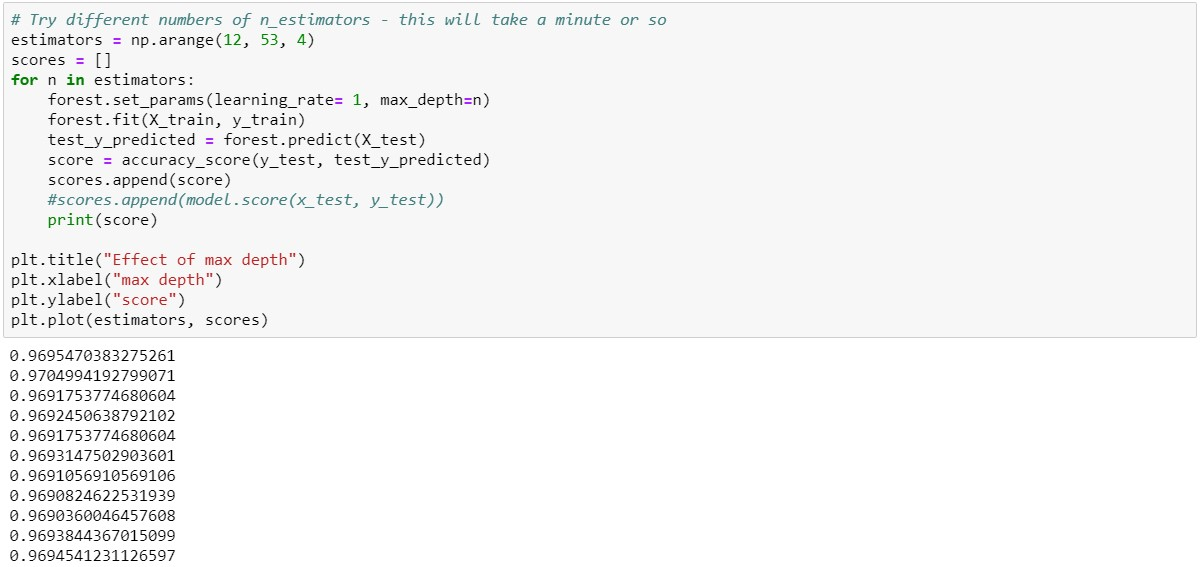 # Try different numbers of n_estimators - this will take a minute or so
estimators = np.arange(12, 53, 4)
scores = []
for n in estimators:
    forest.set_params(learning_rate= 1, max_depth=n)
    forest.fit(X_train, y_train)
    test_y_predicted = forest.predict(X_test)
    score = accuracy_score(y_test, test_y_predicted)
    scores.append(score)
    #scores.append(model.score(x_test, y_test))
    print(score)

plt.title("Effect of max depth")
plt.xlabel("max depth")
plt.ylabel("score")
plt.plot(estimators, scores)
0.9695470383275261
0.9704994192799071
0.9691753774680604
0.9692450638792102
0.9691753774680604
0.9693147502903601
0.9691056910569106
0.9690824622531939
0.9690360046457608
0.9693844367015099
0.9694541231126597